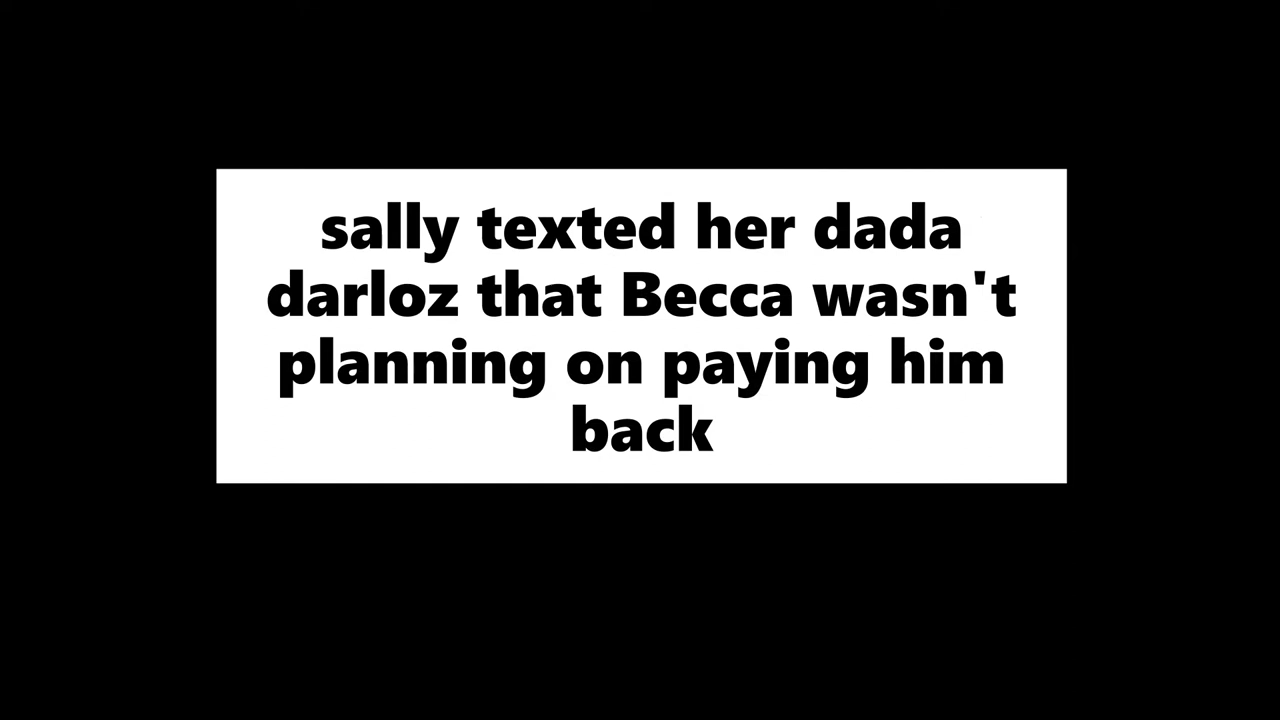 sally texted her dada
darloz that Becca wasn't
planning on paying him
back